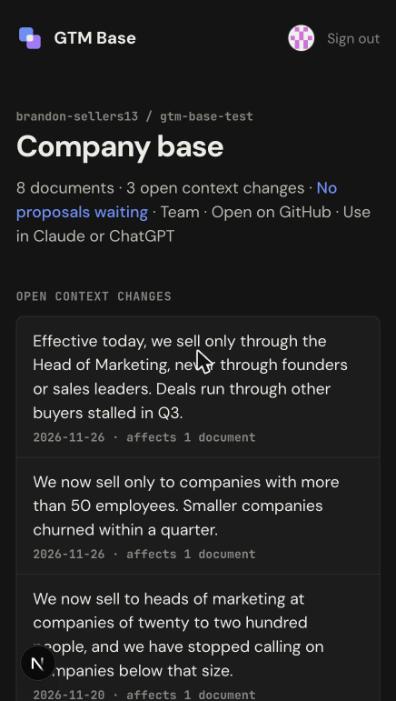 GTM Base
Sign out
brandon-sellers13 / gtm-base-test
Company base
8 documents · 3 open context changes · No
proposals waiting · Team · Open on GitHub · Use
in Claude or ChatGPT
OPEN CONTEXT CHANGES
Effective today, we sell only through the
Head of Marketing, never through founders
or sales leaders. Deals run through other
buyers stalled in Q3.
2026-11-26 · affects 1 document
We now sell only to companies with more
than 50 employees. Smaller companies
churned within a quarter.
2026-11-26 · affects 1 document
We now sell to heads of marketing at
companies of twenty to two hundred
people, and we have stopped calling on
companies below that size.
N
2026-11-20 · affects 1 document